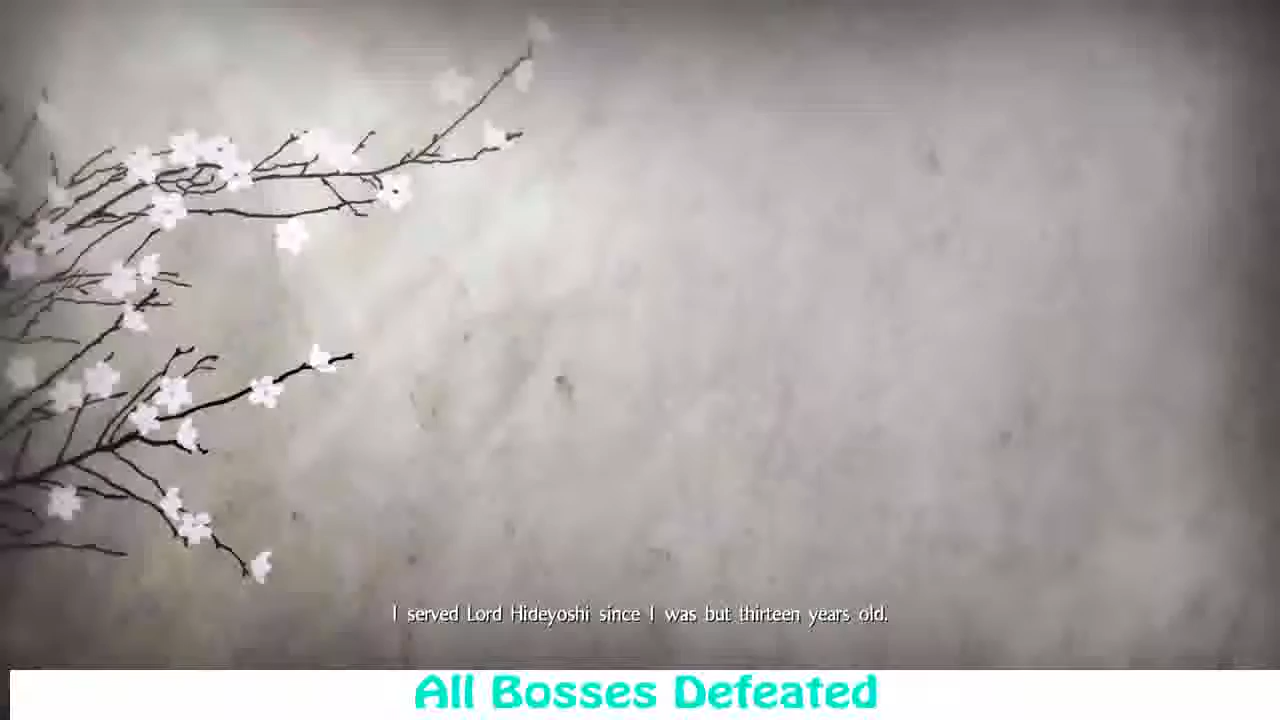 I served Lord Hideyoshi since I was but thirteen years old.
All Bosses Defeated